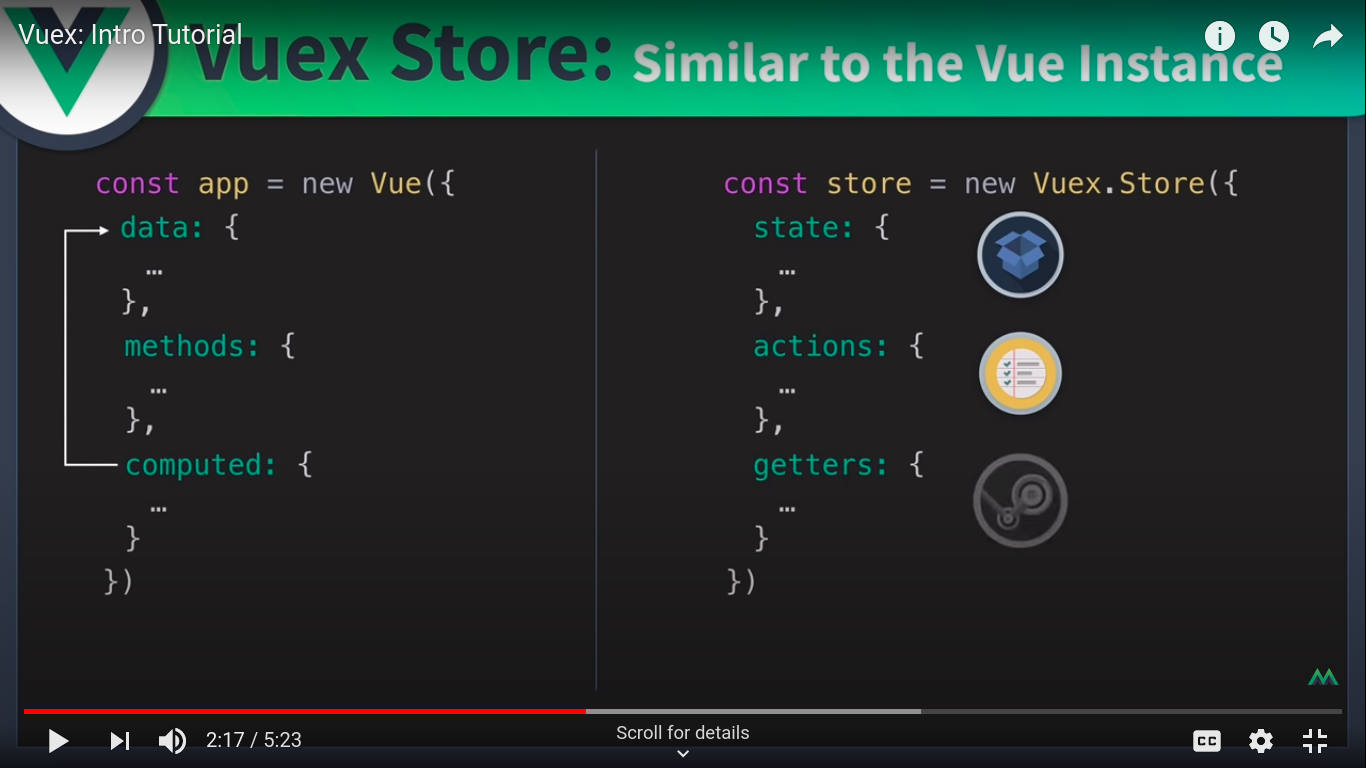 Vuex: Intro Tutorial
Vuex Store: Similar to the Vue Instance
const app = new Vue({
data: {
…
},
methods: {
…
},
computed: {
…
}
})
const store = new Vuex.Store({
state: {
…
},
actions: {
…
},
getters: {
…
}
})
2:17 / 5:23
Scroll for details
CC